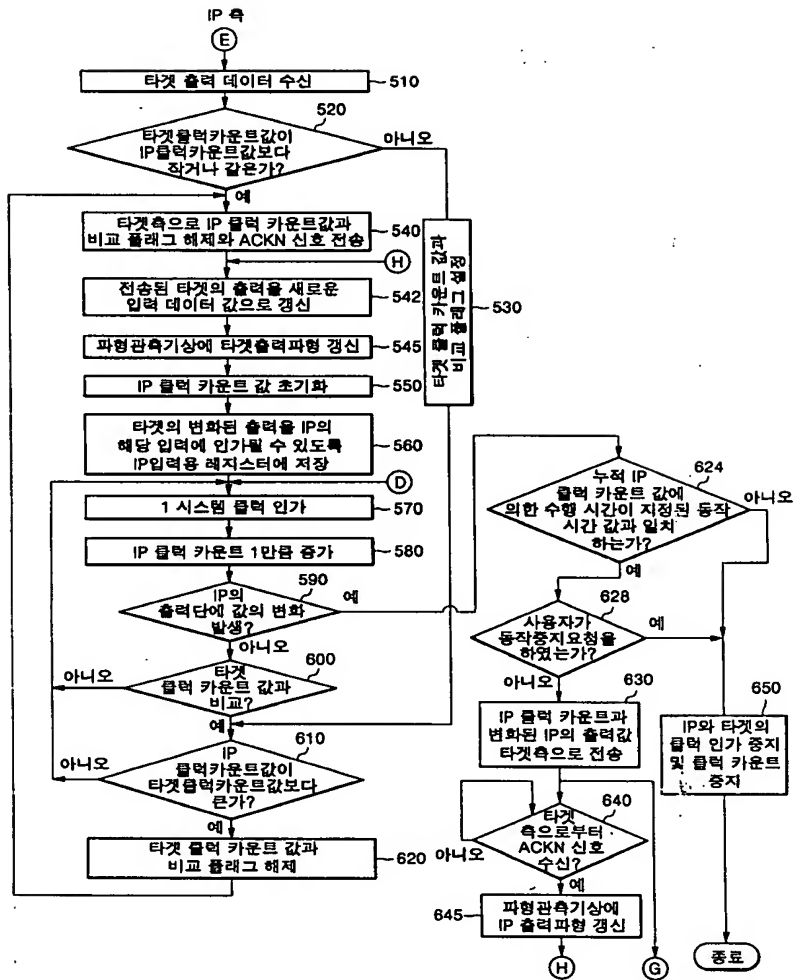 IP 측
E
타겟 출력 데이터 수신
510
520
타겟클럭카운트값이
IP클럭카운트값보다
작거나 같은가?
아니오
예
타겟측으로 IP 클럭 카운트값과
비교 플래그 해제와 ACKN 신호 전송
540
H
타겟 클럭 카운트 값과
비교 플래그 설정
530
전송된 타겟의 출력을 새로운
입력 데이터 값으로 갱신
542
파형관측기상에 타겟출력파형 갱신
545
IP 클럭 카운트 값 초기화
550
타겟의 변화된 출력을 IP의
해당 입력에 인가될 수 있도록
IP입력용 레지스터에 저장
560
D
1 시스템 클럭 인가
570
IP 클럭 카운트 1만큼 증가
580
590
IP의
출력단에 값의 변화
발생?
예
아니오
600
타겟
클럭 카운트 값과
비교?
아니오
예
610
IP
클럭카운트값이
타겟클럭카운트값보다
큰가?
아니오
예
타겟 클럭 카운트 값과
비교 플래그 해제
620
624
누적 IP
클럭 카운트 값에
의한 수행 시간이 지정된 동작
시간 값과 일치
하는가?
아니오
예
628
사용자가
동작중지요청을
하였는가?
예
아니오
630
IP 클럭 카운트과
변화된 IP의 출력값
타겟측으로 전송
650
IP와 타겟의
클럭 인가 중지
및 클럭 카운트
중지
640
타겟
측으로부터
ACKN 신호
수신?
아니오
예
645
파형관측기상에
IP 출력파형 갱신
H
G
종료